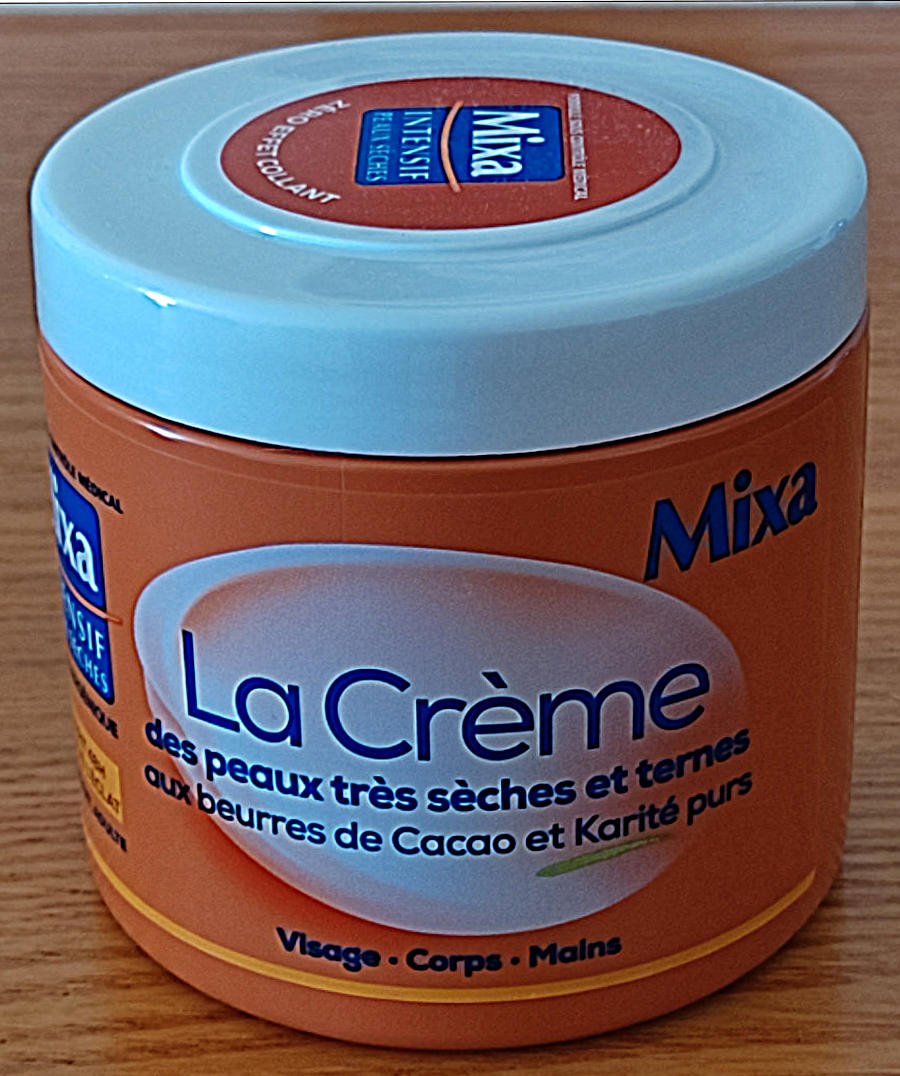 ZÉRO EFFET COLLANT
Mixa
INTENSIF
PEAUX SÈCHES
MÉDICAL
Mixa
La Crème
des peaux très sèches et ternes
aux beurres de Cacao et Karité purs
Visage • Corps • Mains